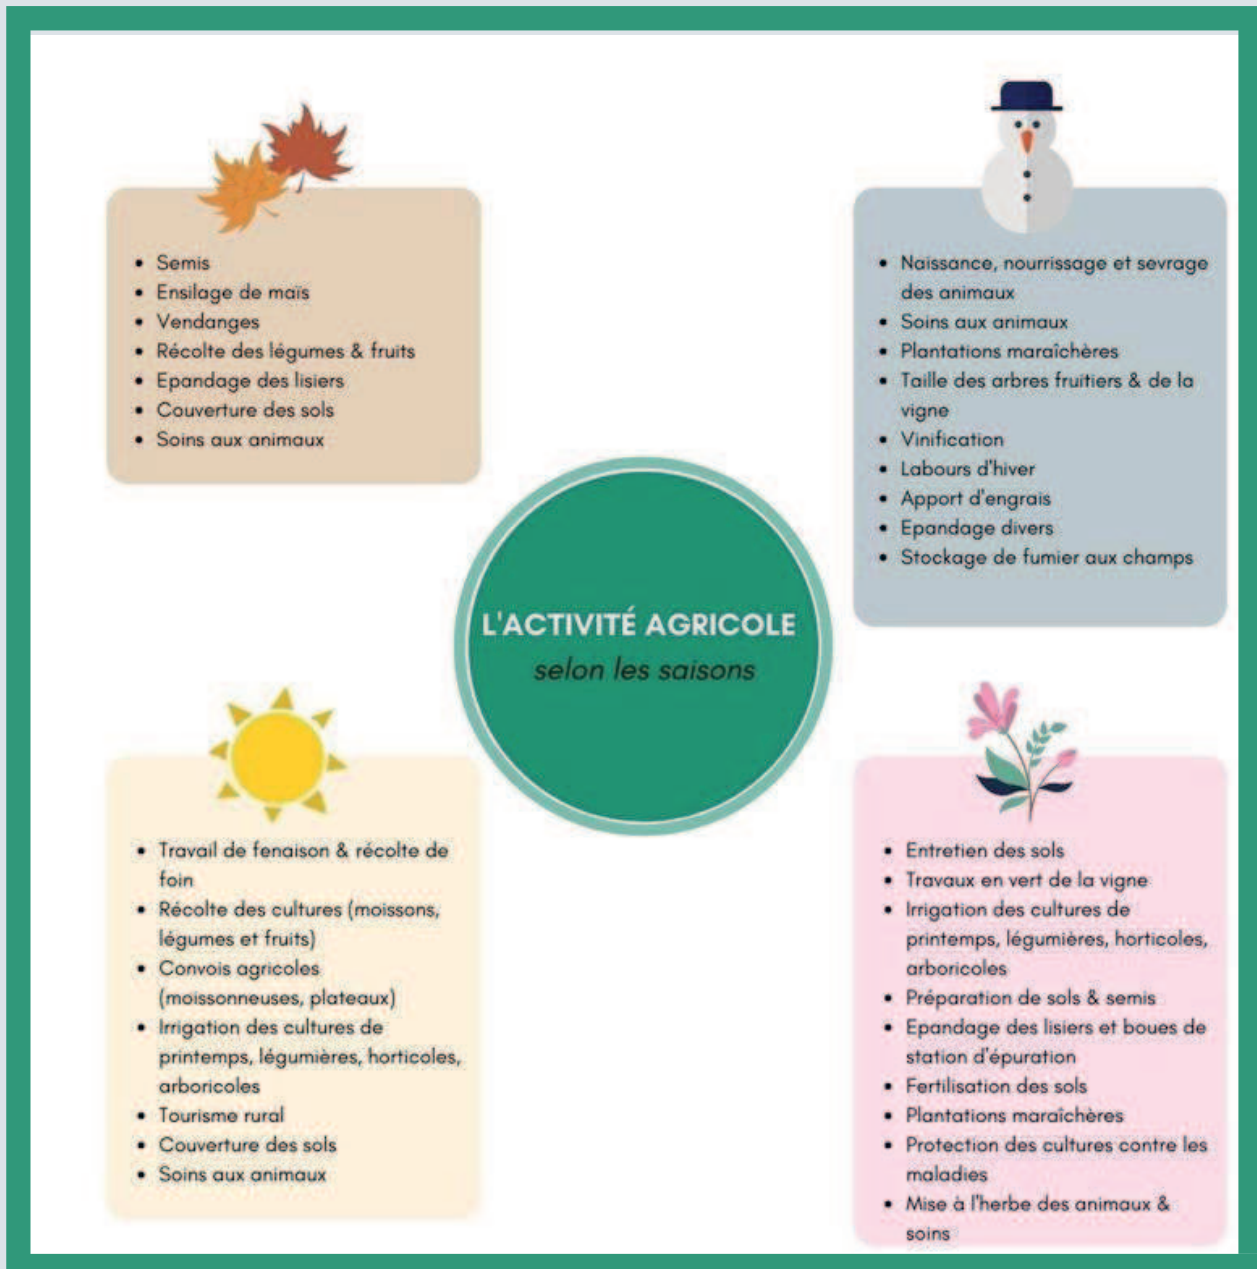 • Semis
• Ensilage de maïs
• Vendanges
• Récolte des légumes & fruits
• Epandage des lisiers
• Couverture des sols
• Soins aux animaux
• Naissance, nourrissage et sevrage
des animaux
• Soins aux animaux
• Plantations maraîchères
• Taille des arbres fruitiers & de la
vigne
• Vinification
• Labours d'hiver
• Apport d'engrais
• Epandage divers
• Stockage de fumier aux champs
L'ACTIVITÉ AGRICOLE
selon les saisons
• Travail de fenaison & récolte de
foin
• Récolte des cultures (moissons,
légumes et fruits)
• Convois agricoles
(moissonneuses, plateaux)
• Irrigation des cultures de
printemps, légumières, horticoles,
arboricoles
• Tourisme rural
• Couverture des sols
• Soins aux animaux
• Entretien des sols
• Travaux en vert de la vigne
• Irrigation des cultures de
printemps, légumières, horticoles,
arboricoles
• Préparation de sols & semis
• Epandage des lisiers et boues de
station d'épuration
• Fertilisation des sols
• Plantations maraîchères
• Protection des cultures contre les
maladies
• Mise à l'herbe des animaux &
soins